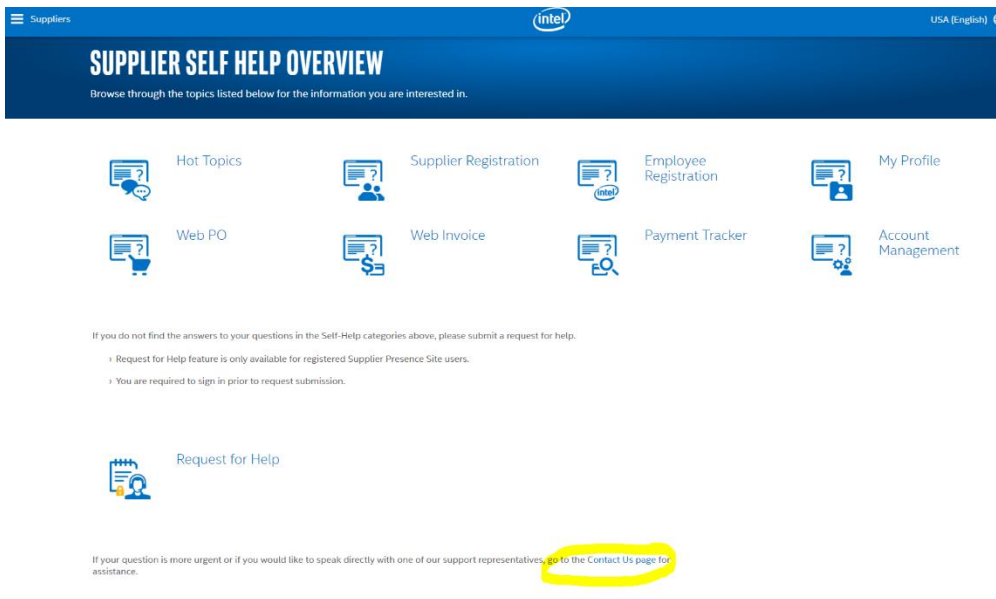 Suppliers
intel
USA (English)
SUPPLIER SELF HELP OVERVIEW
Browse through the topics listed below for the information you are interested in.
Hot Topics
Supplier Registration
Employee
Registration
intel
My Profile
Web PO
Web Invoice
Payment Tracker
Account
Management
If you do not find the answers to your questions in the Self-Help categories above, please submit a request for help.
› Request for Help feature is only available for registered Supplier Presence Site users.
› You are required to sign in prior to request submission.
Request for Help
If your question is more urgent or if you would like to speak directly with one of our support representatives, go to the Contact Us page for
assistance.